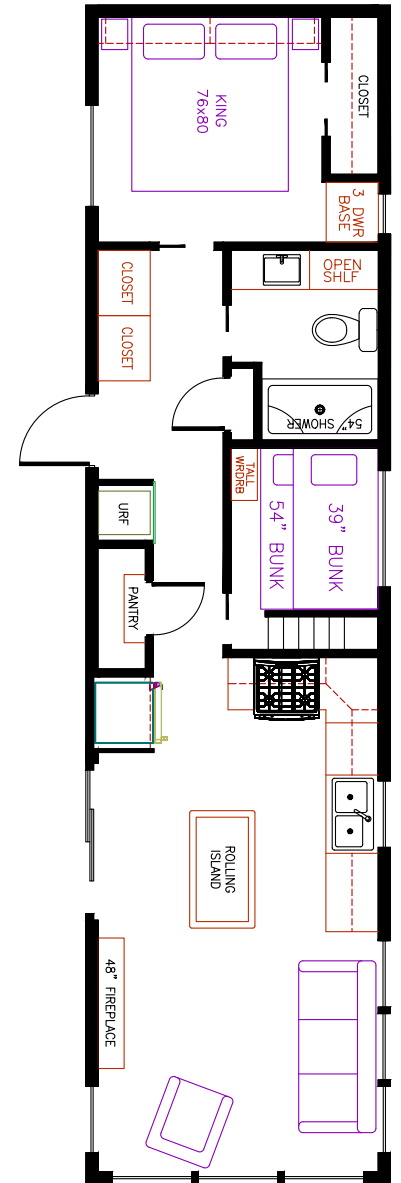 CLOSET
KING
76x80
3 DWR
BASE
OPEN
SHLF
CLOSET
CLOSET
54" SHOWER
TALL
WRDRB
39" BUNK
54" BUNK
URF
PANTRY
ROLLING
ISLAND
48" FIREPLACE